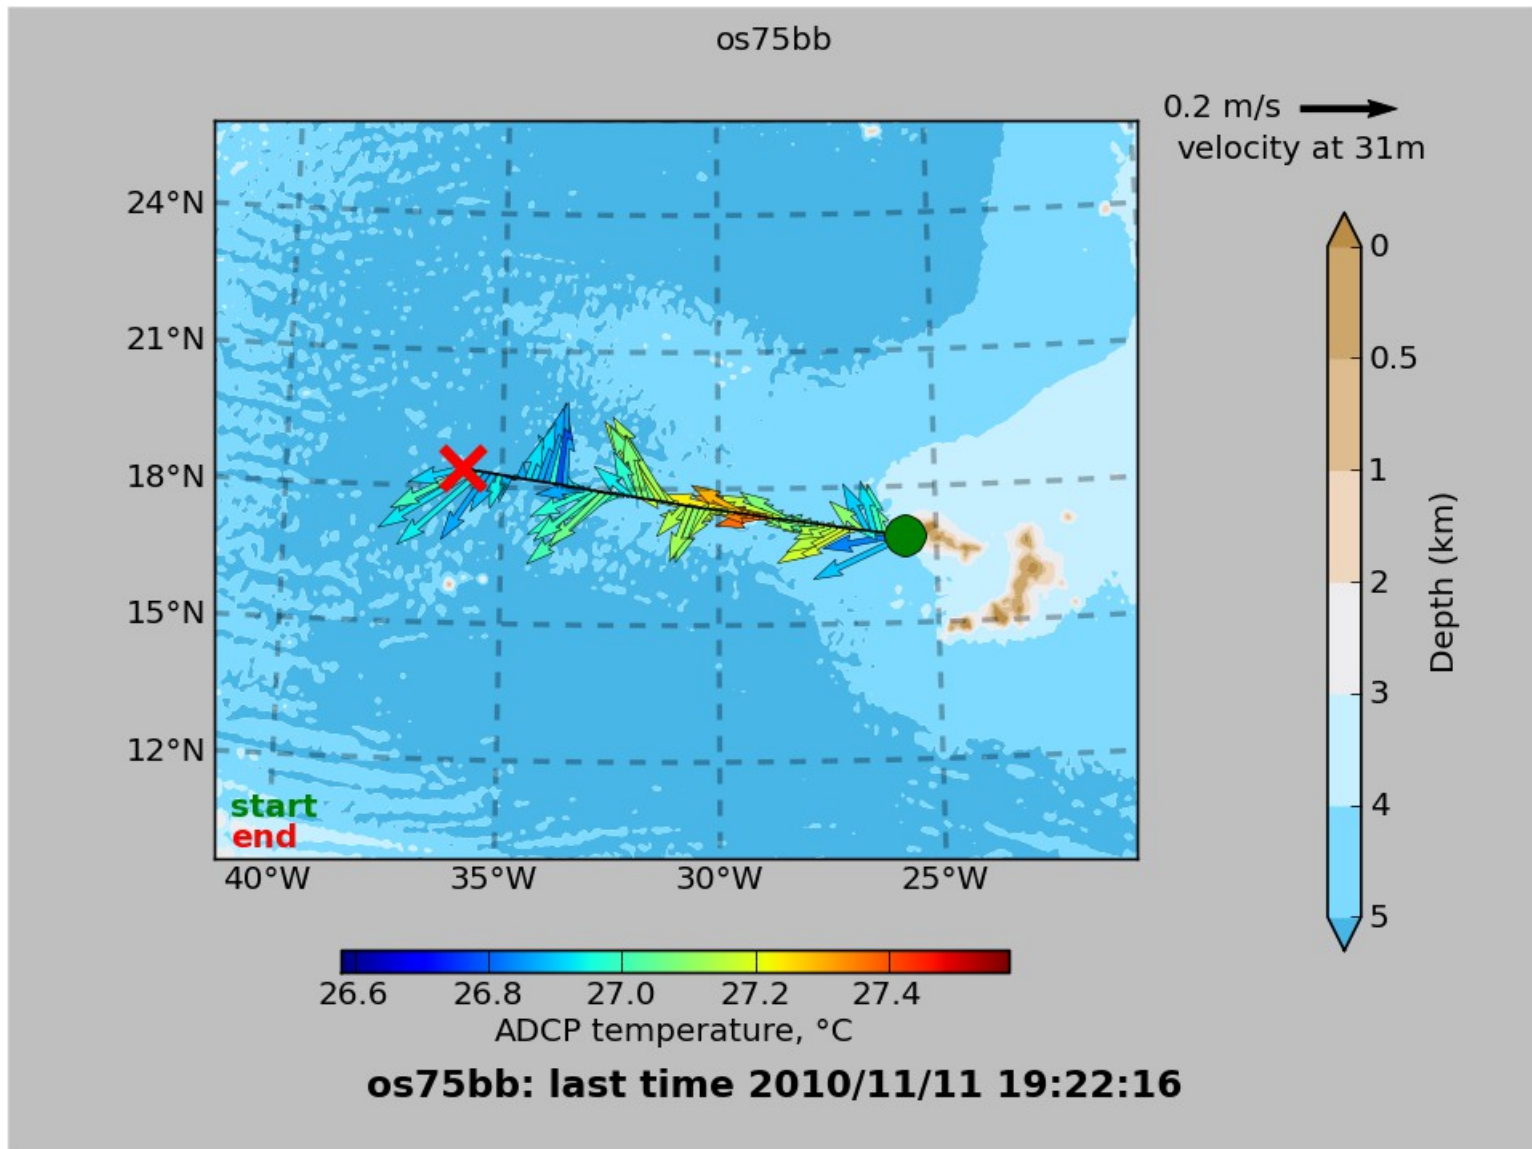 os75bb
0.2 m/s
velocity at 31m
24°N
21°N
18°N
15°N
12°N
start
end
40°W 35°W 30°W 25°W
0
0.5
1
2
3
4
5
Depth (km)
26.6 26.8 27.0 27.2 27.4
ADCP temperature, °C
os75bb: last time 2010/11/11 19:22:16